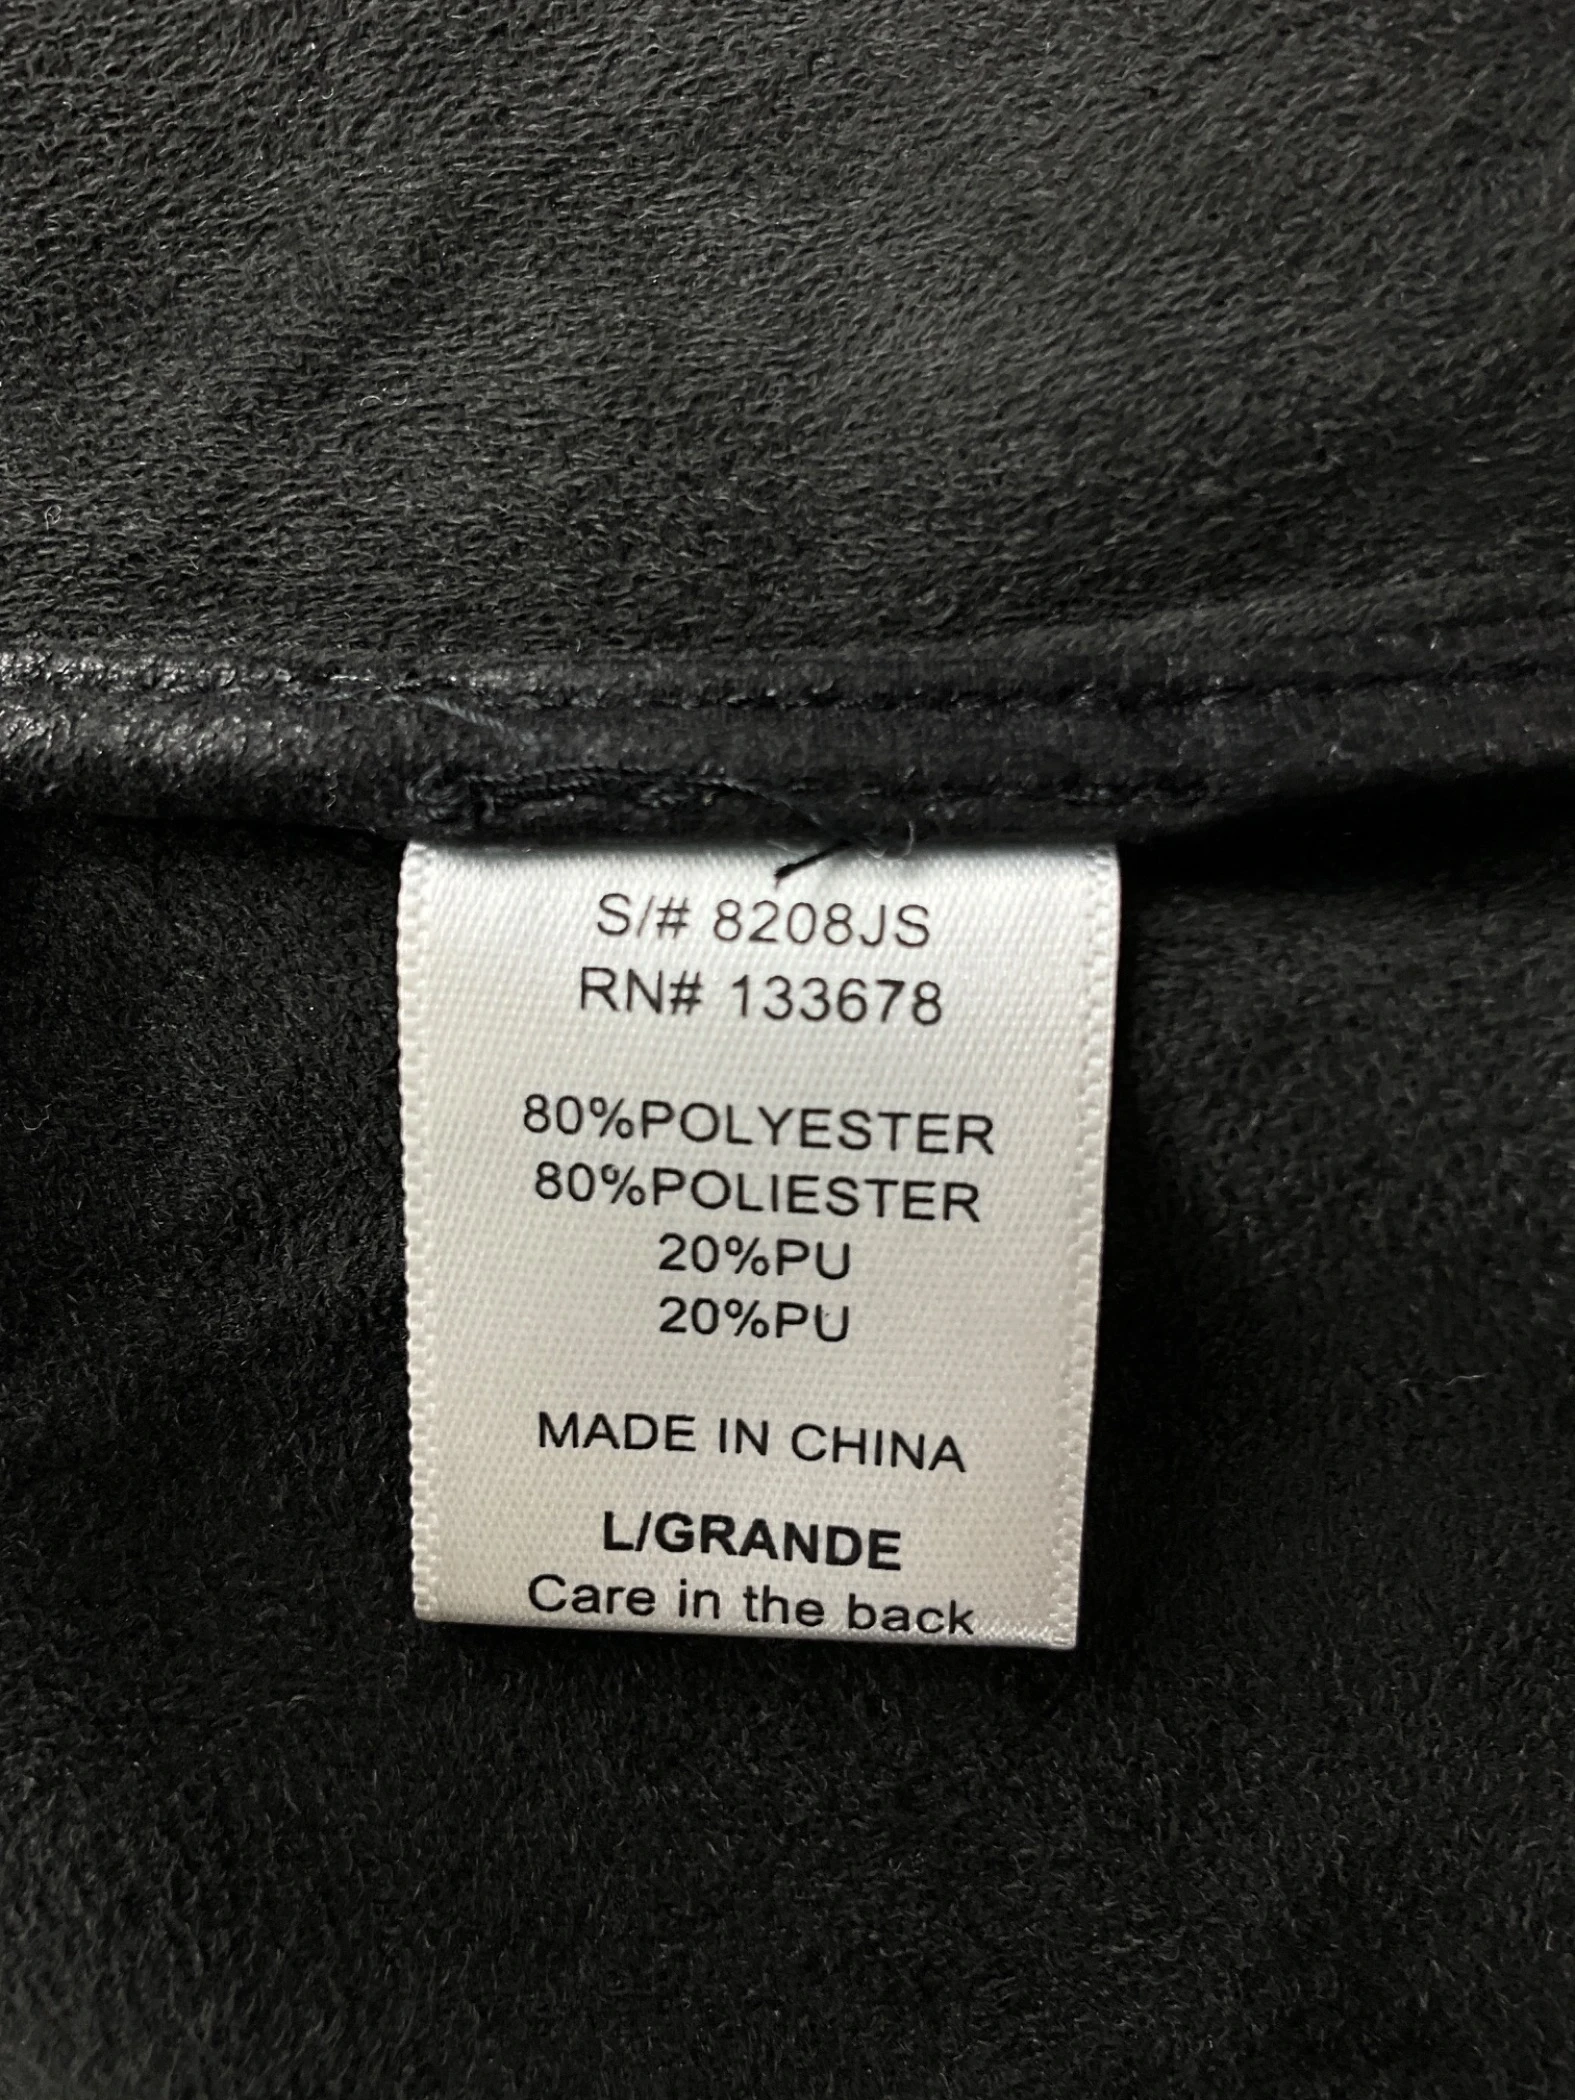 S/# 8208JS
RN# 133678
80%POLYESTER
80%POLIESTER
20%PU
20%PU
MADE IN CHINA
L/GRANDE
Care in the back